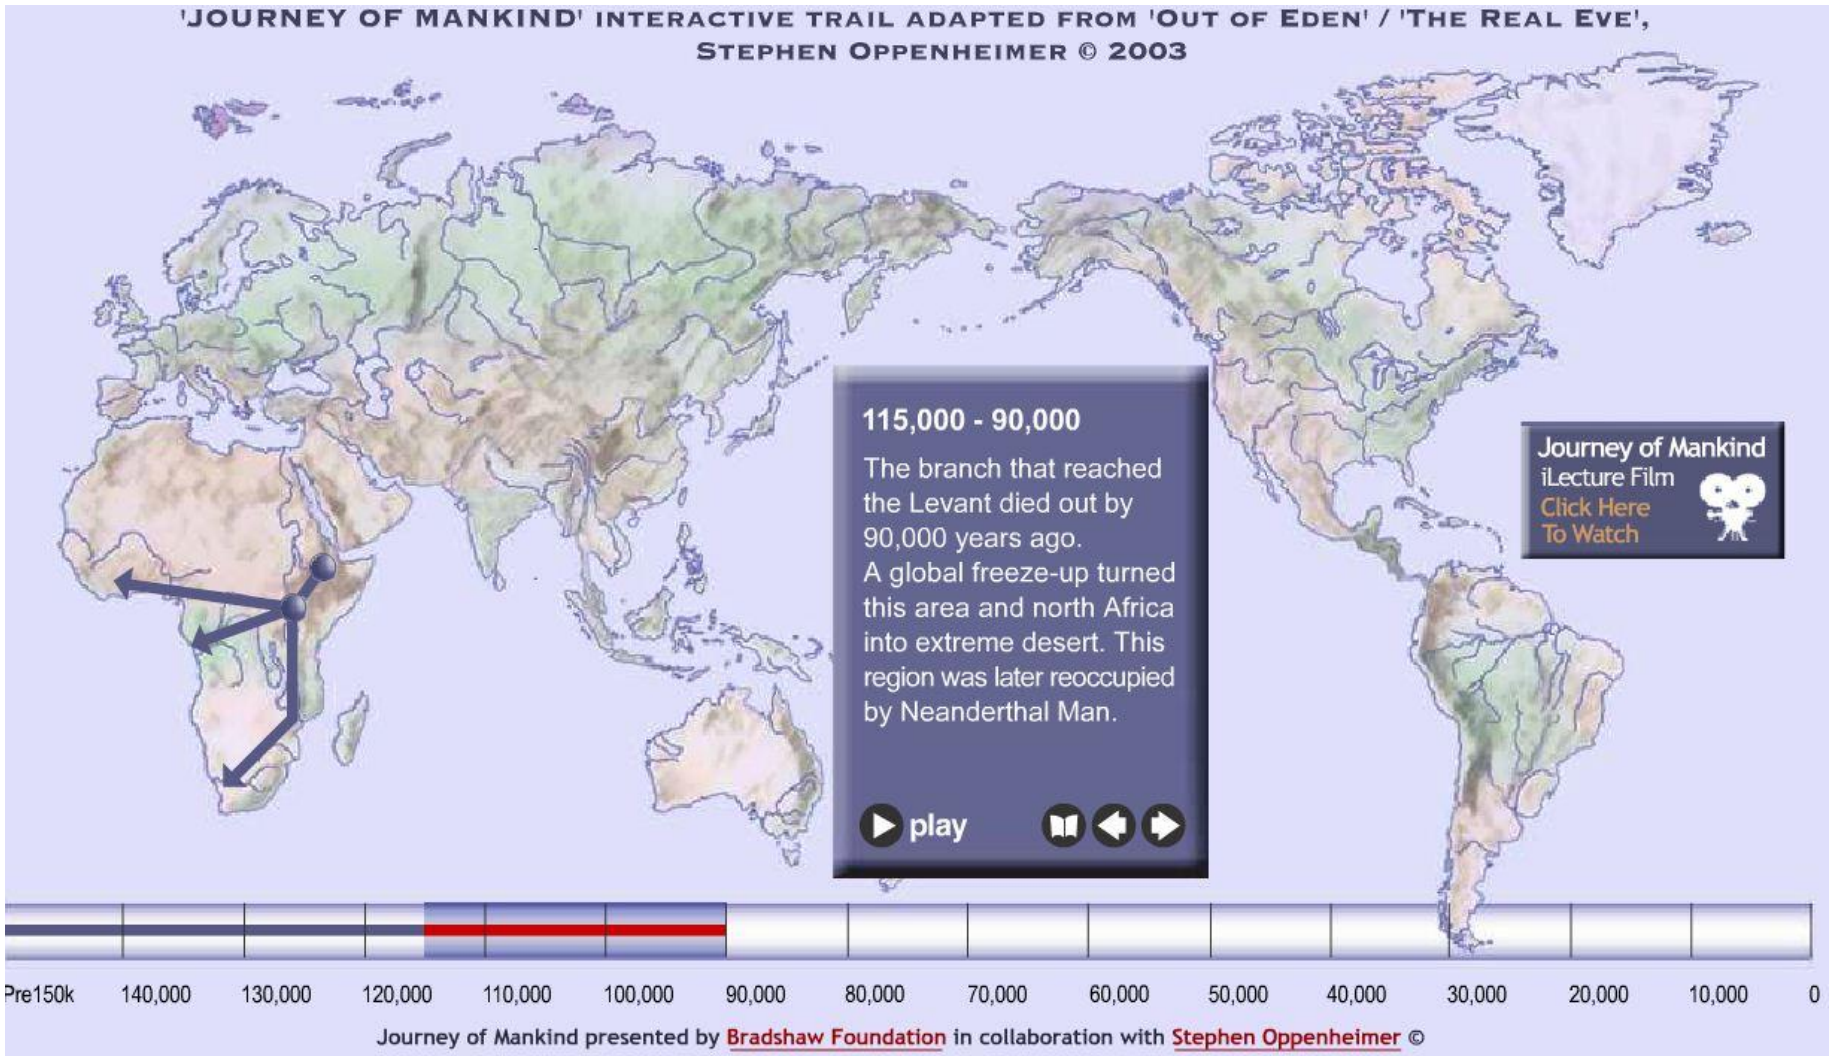 'JOURNEY OF MANKIND' INTERACTIVE TRAIL ADAPTED FROM 'OUT OF EDEN' / 'THE REAL EVE',
STEPHEN OPPENHEIMER © 2003
115,000 - 90,000
The branch that reached
the Levant died out by
90,000 years ago.
A global freeze-up turned
this area and north Africa
into extreme desert. This
region was later reoccupied
by Neanderthal Man.
play
Journey of Mankind
iLecture Film
Click Here
To Watch
Pre150k 140,000 130,000 120,000 110,000 100,000 90,000 80,000 70,000 60,000 50,000 40,000 30,000 20,000 10,000 0
Journey of Mankind presented by Bradshaw Foundation in collaboration with Stephen Oppenheimer ©